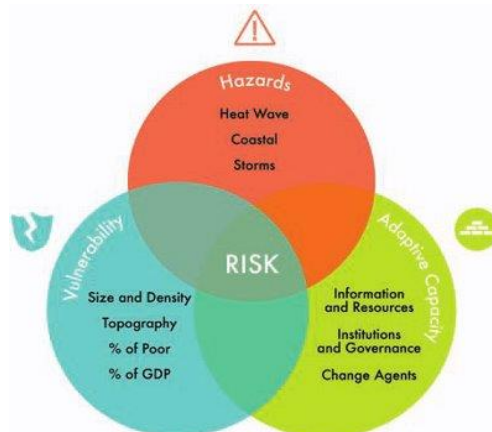 Hazards
Heat Wave
Coastal
Storms
Vulnerability
Size and Density
Topography
% of Poor
% of GDP
RISK
Adaptive Capacity
Information
and Resources
Institutions
and Governance
Change Agents